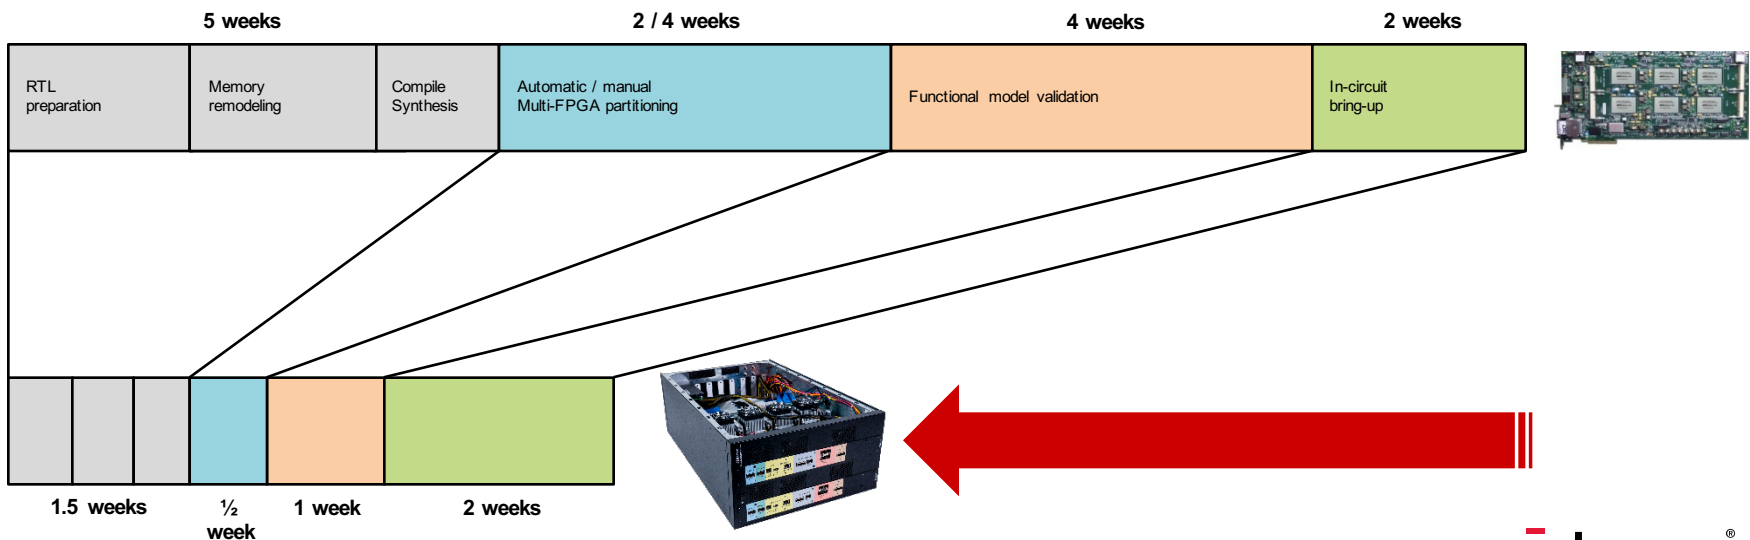 5 weeks
2 / 4 weeks
4 weeks
2 weeks
RTL
preparation
Memory
remodeling
Compile
Synthesis
Automatic / manual
Multi-FPGA partitioning
Functional model validation
In-circuit
bring-up
1.5 weeks
½
week
1 week
2 weeks
®